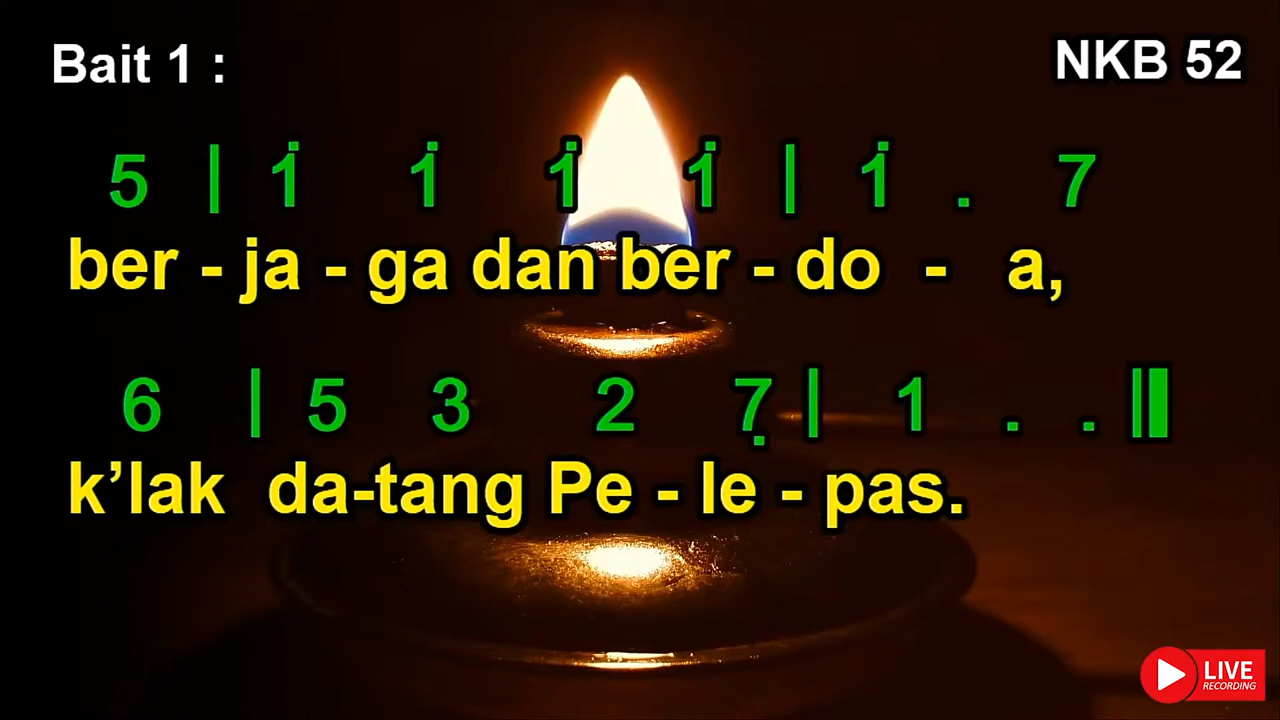 Bait 1 :
NKB 52
5 | 1̇ 1̇ 1̇ 1̇ | 1̇ . 7
ber - ja - ga dan ber - do - a,
6 | 5 3 2 7̣ | 1 . . ||
k’lak da-tang Pe - le - pas.
LIVE
RECORDING